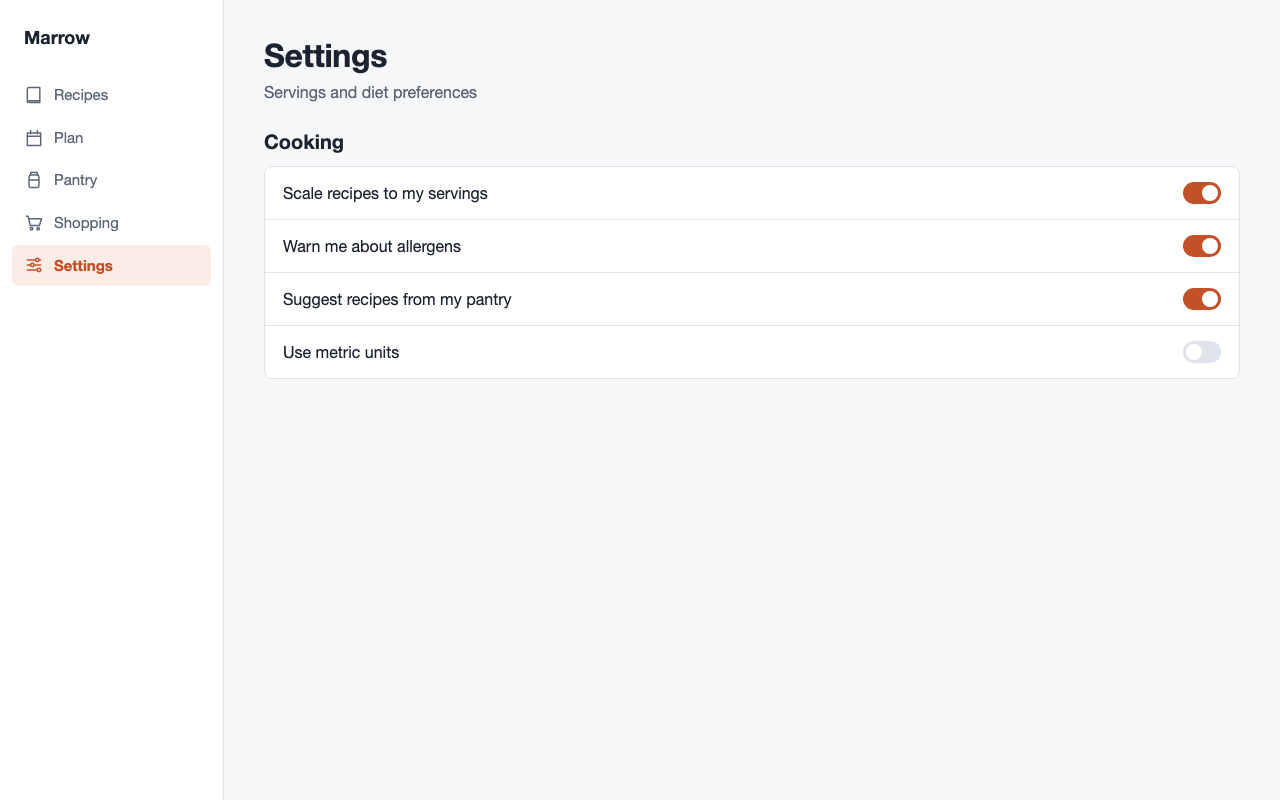 Marrow
Recipes
Plan
Pantry
Shopping
Settings
Settings
Servings and diet preferences
Cooking
Scale recipes to my servings
Warn me about allergens
Suggest recipes from my pantry
Use metric units